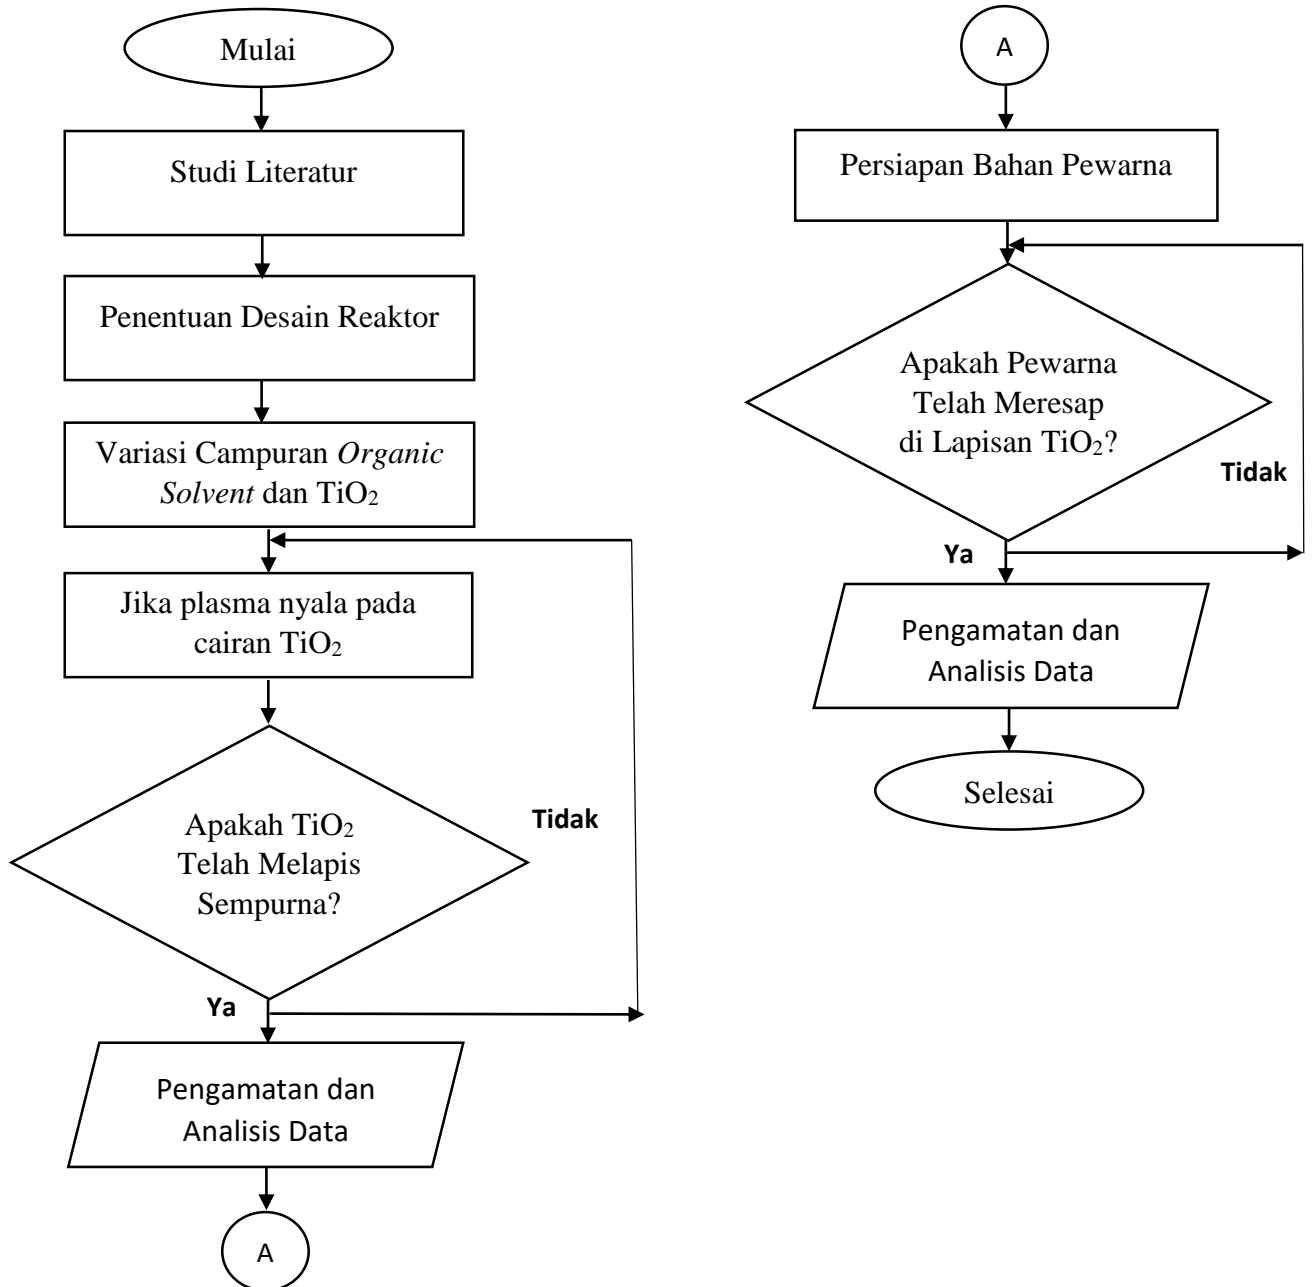 Mulai
Studi Literatur
Penentuan Desain Reaktor
Variasi Campuran Organic
Solvent dan TiO₂
Jika plasma nyala pada
cairan TiO₂
Apakah TiO₂
Telah Melapis
Sempurna?
Tidak
Ya
Pengamatan dan
Analisis Data
A
A
Persiapan Bahan Pewarna
Apakah Pewarna
Telah Meresap
di Lapisan TiO₂?
Tidak
Ya
Pengamatan dan
Analisis Data
Selesai